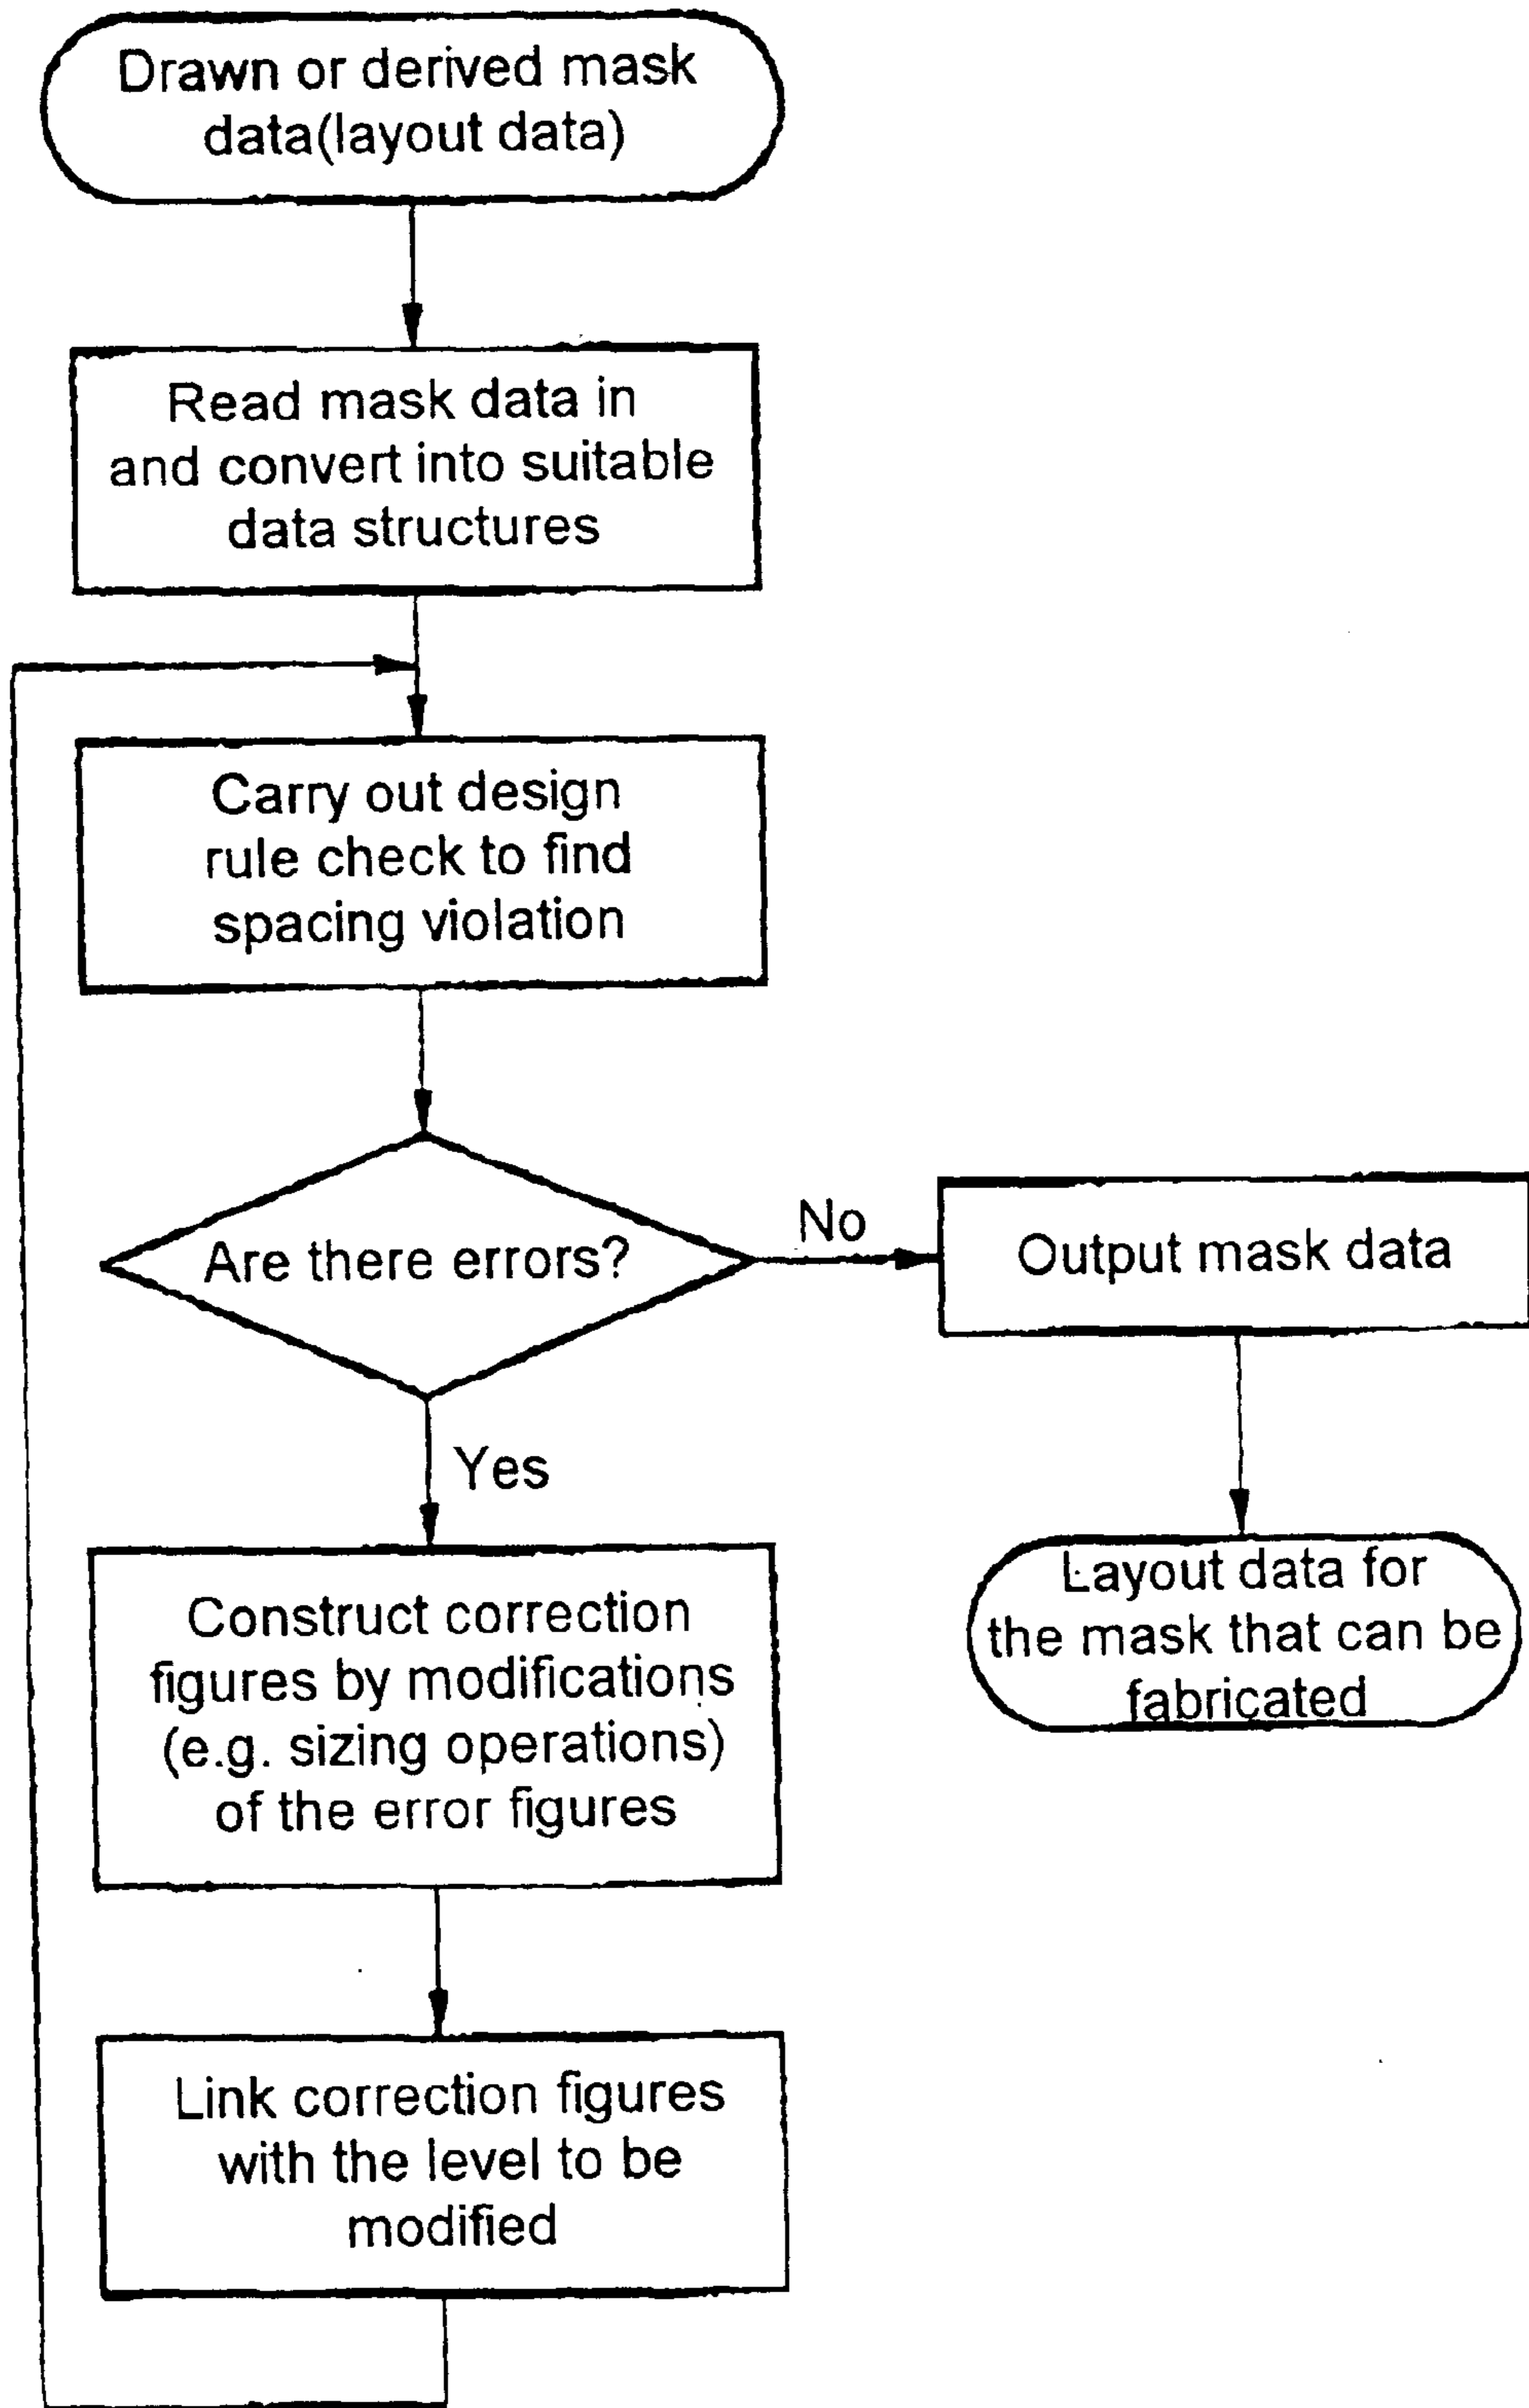 Drawn or derived mask
data(layout data)
Read mask data in
and convert into suitable
data structures
Carry out design
rule check to find
spacing violation
Are there errors?
No
Output mask data
Yes
Layout data for
the mask that can be
fabricated
Construct correction
figures by modifications
(e.g. sizing operations)
of the error figures
Link correction figures
with the level to be
modified